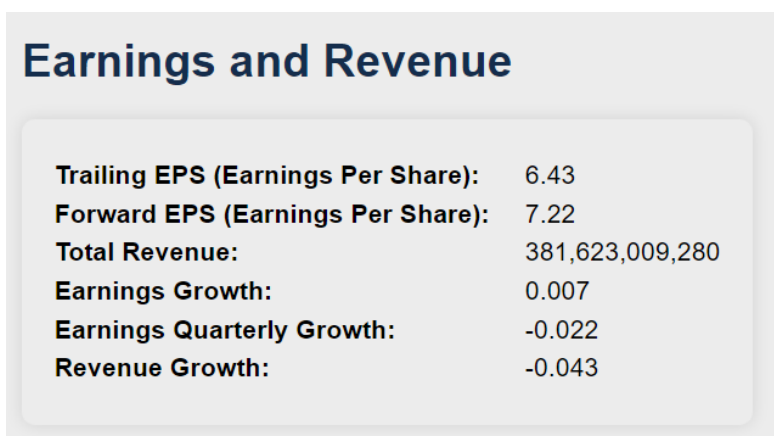 Earnings and Revenue
Trailing EPS (Earnings Per Share): 6.43
Forward EPS (Earnings Per Share): 7.22
Total Revenue: 381,623,009,280
Earnings Growth: 0.007
Earnings Quarterly Growth: -0.022
Revenue Growth: -0.043